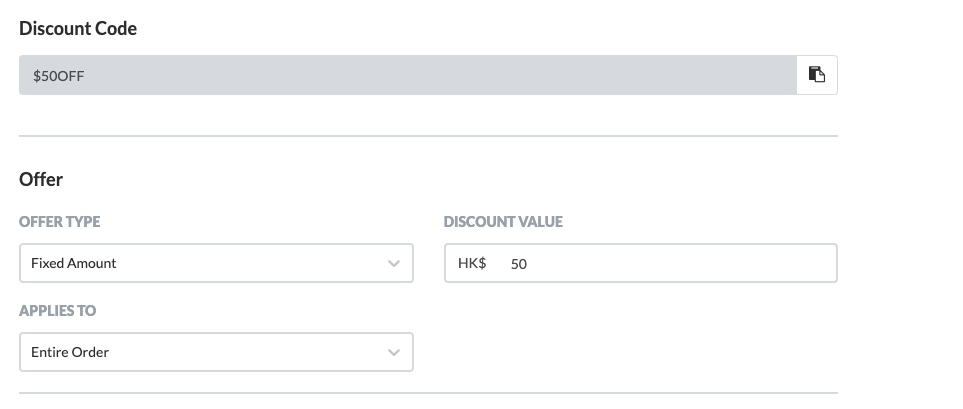 Discount Code
$50OFF
Offer
OFFER TYPE
DISCOUNT VALUE
Fixed Amount
HK$ 50
APPLIES TO
Entire Order